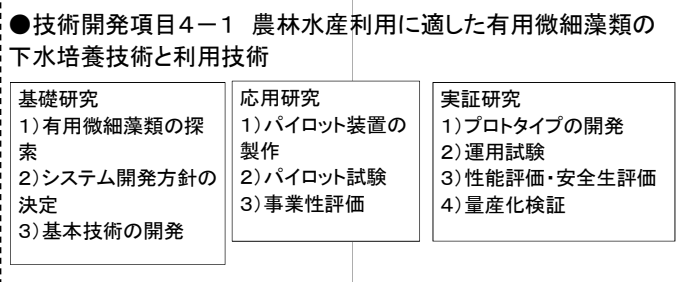 ●技術開発項目4－1　農林水産利用に適した有用微細藻類の
下水培養技術と利用技術
基礎研究
1)有用微細藻類の探
索
2)システム開発方針の
決定
3)基本技術の開発
応用研究
1)パイロット装置の
製作
2)パイロット試験
3)事業性評価
実証研究
1)プロトタイプの開発
2)運用試験
3)性能評価・安全生評価
4)量産化検証